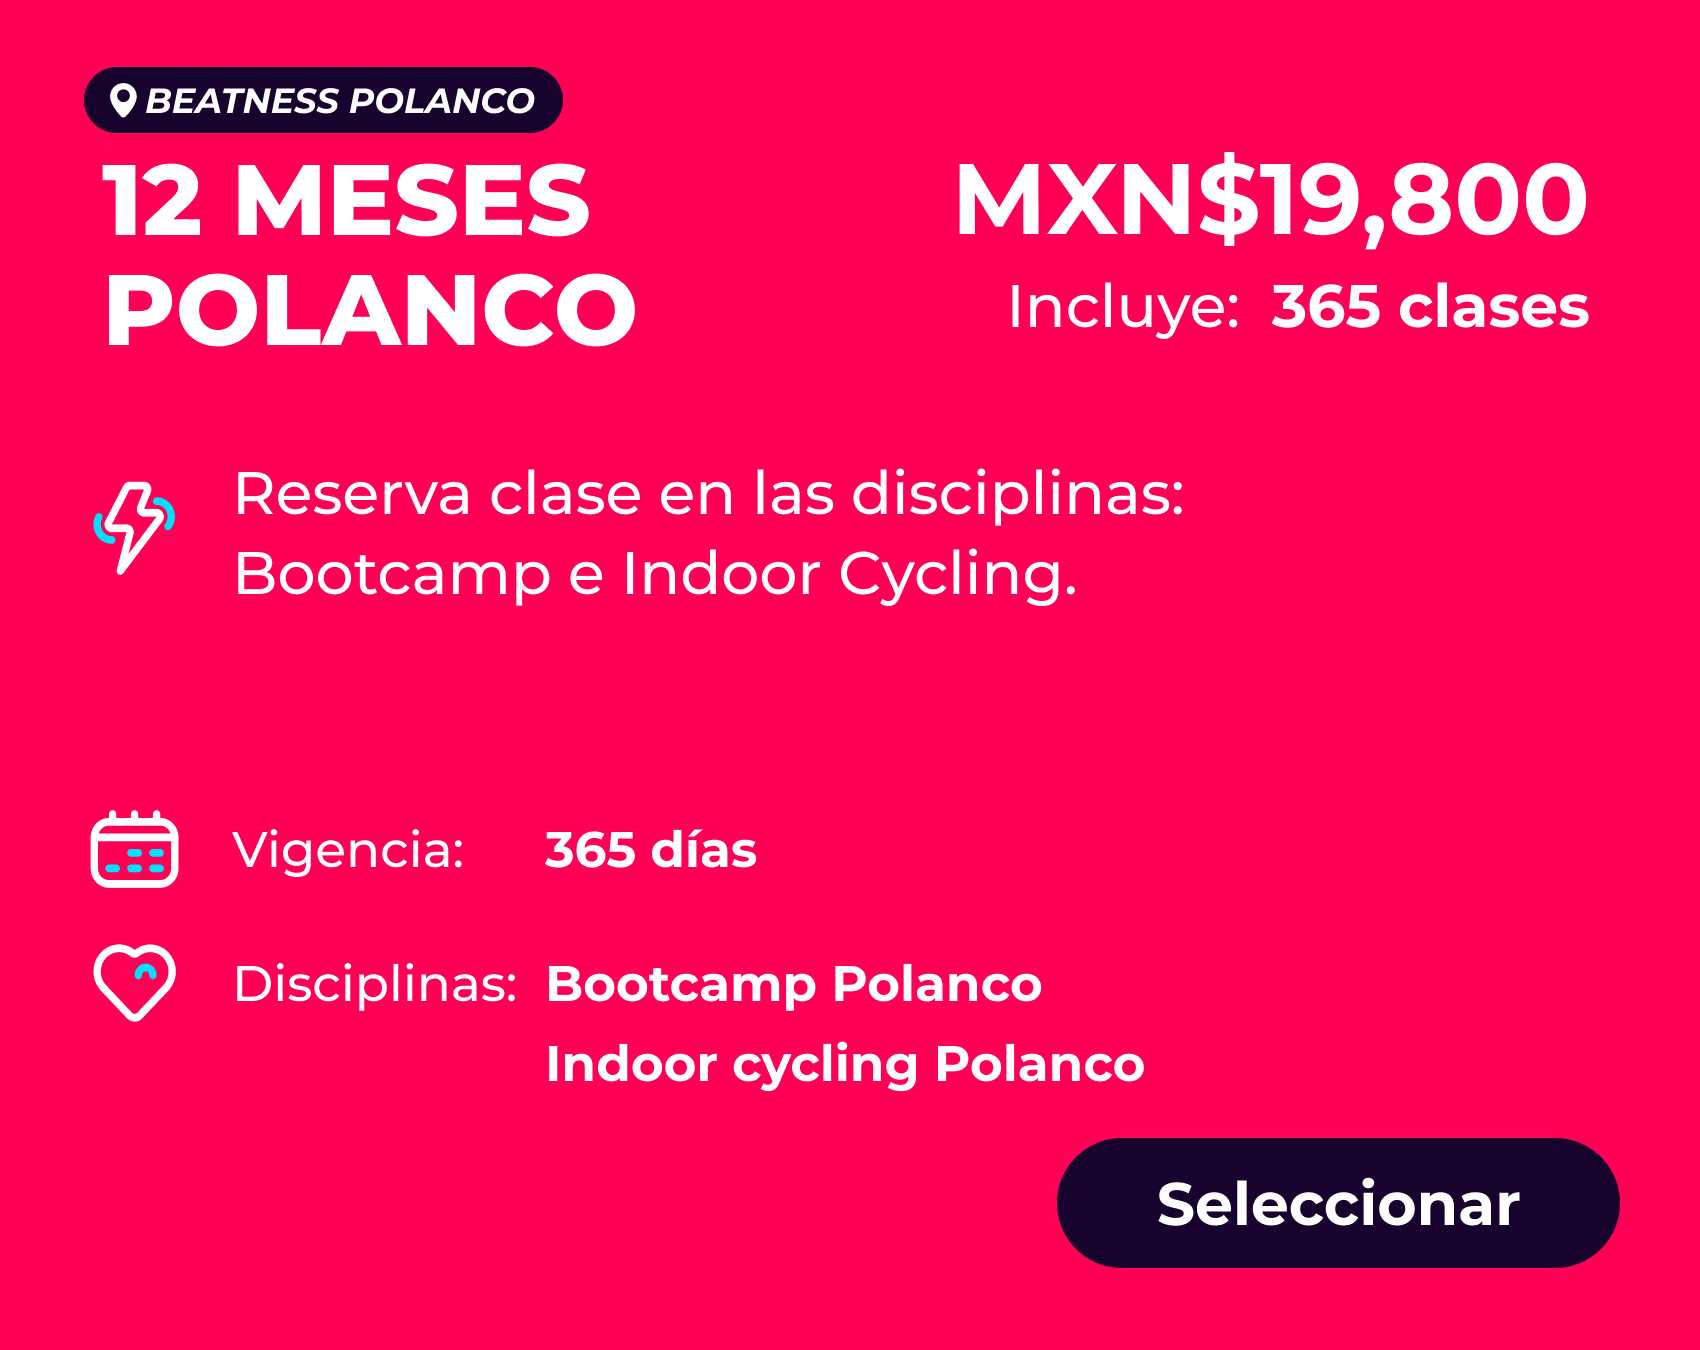 BEATNESS POLANCO
12 MESES
POLANCO
MXN$19,800
Incluye: 365 clases
Reserva clase en las disciplinas:
Bootcamp e Indoor Cycling.
Vigencia: 365 días
Disciplinas: Bootcamp Polanco
Indoor cycling Polanco
Seleccionar